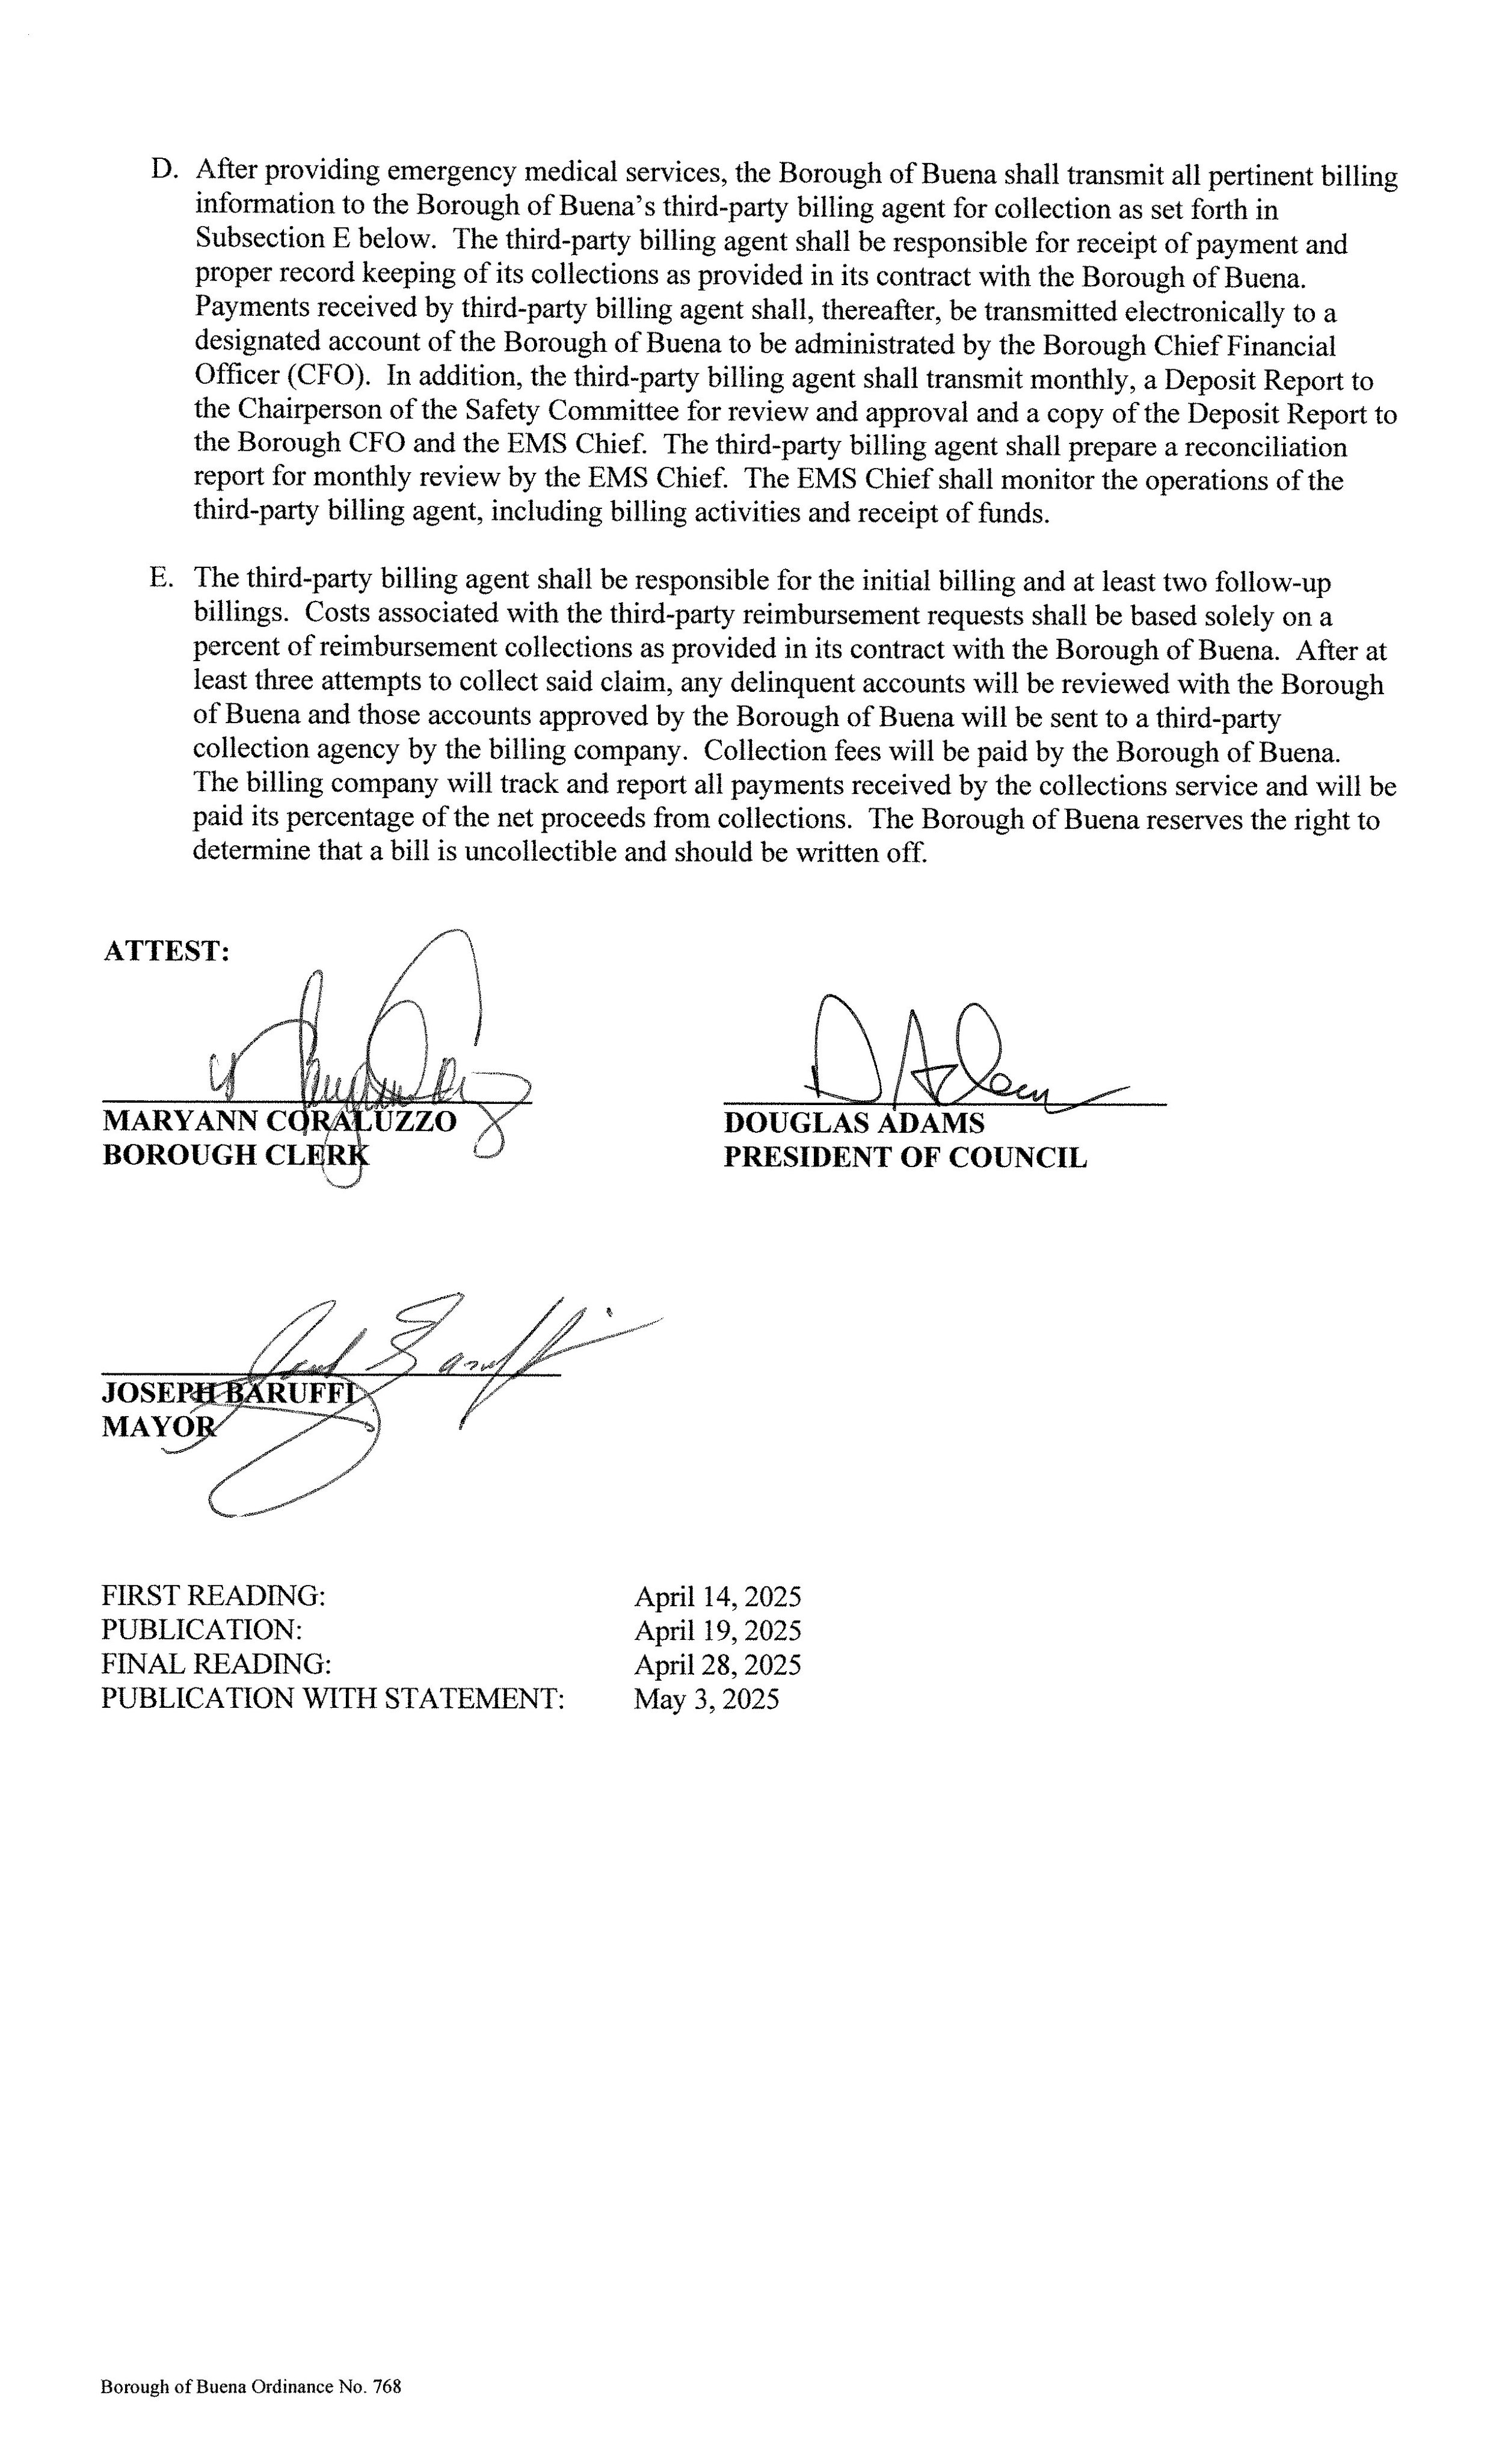 D. After providing emergency medical services, the Borough of Buena shall transmit all pertinent billing
information to the Borough of Buena's third-party billing agent for collection as set forth in
Subsection E below. The third-party billing agent shall be responsible for receipt of payment and
proper record keeping of its collections as provided in its contract with the Borough of Buena.
Payments received by third-party billing agent shall, thereafter, be transmitted electronically to a
designated account of the Borough of Buena to be administrated by the Borough Chief Financial
Officer (CFO). In addition, the third-party billing agent shall transmit monthly, a Deposit Report to
the Chairperson of the Safety Committee for review and approval and a copy of the Deposit Report to
the Borough CFO and the EMS Chief. The third-party billing agent shall prepare a reconciliation
report for monthly review by the EMS Chief. The EMS Chief shall monitor the operations of the
third-party billing agent, including billing activities and receipt of funds.
E. The third-party billing agent shall be responsible for the initial billing and at least two follow-up
billings. Costs associated with the third-party reimbursement requests shall be based solely on a
percent of reimbursement collections as provided in its contract with the Borough of Buena. After at
least three attempts to collect said claim, any delinquent accounts will be reviewed with the Borough
of Buena and those accounts approved by the Borough of Buena will be sent to a third-party
collection agency by the billing company. Collection fees will be paid by the Borough of Buena.
The billing company will track and report all payments received by the collections service and will be
paid its percentage of the net proceeds from collections. The Borough of Buena reserves the right to
determine that a bill is uncollectible and should be written off.
ATTEST:
MARYANN CORALUZZO DOUGLAS ADAMS
BOROUGH CLERK PRESIDENT OF COUNCIL
JOSEPH BARUFFI
MAYOR
FIRST READING: April 14, 2025
PUBLICATION: April 19, 2025
FINAL READING: April 28, 2025
PUBLICATION WITH STATEMENT: May 3, 2025
Borough of Buena Ordinance No. 768